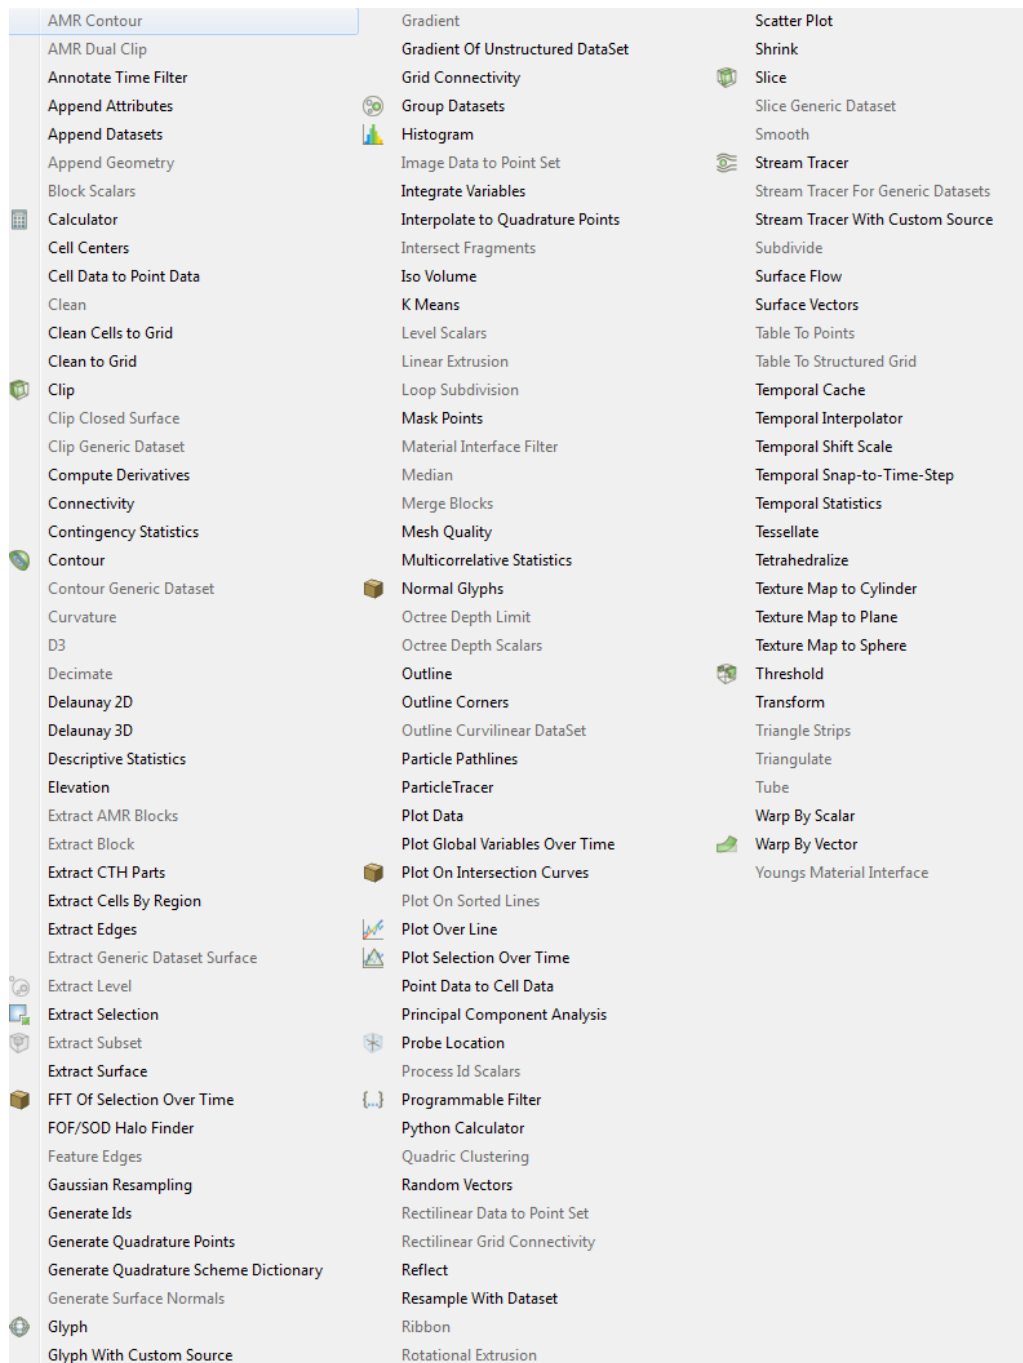 AMR Contour
AMR Dual Clip
Annotate Time Filter
Append Attributes
Append Datasets
Append Geometry
Block Scalars
Calculator
Cell Centers
Cell Data to Point Data
Clean
Clean Cells to Grid
Clean to Grid
Clip
Clip Closed Surface
Clip Generic Dataset
Compute Derivatives
Connectivity
Contingency Statistics
Contour
Contour Generic Dataset
Curvature
D3
Decimate
Delaunay 2D
Delaunay 3D
Descriptive Statistics
Elevation
Extract AMR Blocks
Extract Block
Extract CTH Parts
Extract Cells By Region
Extract Edges
Extract Generic Dataset Surface
Extract Level
Extract Selection
Extract Subset
Extract Surface
FFT Of Selection Over Time
FOF/SOD Halo Finder
Feature Edges
Gaussian Resampling
Generate Ids
Generate Quadrature Points
Generate Quadrature Scheme Dictionary
Generate Surface Normals
Glyph
Glyph With Custom Source
Gradient
Gradient Of Unstructured DataSet
Grid Connectivity
Group Datasets
Histogram
Image Data to Point Set
Integrate Variables
Interpolate to Quadrature Points
Intersect Fragments
Iso Volume
K Means
Level Scalars
Linear Extrusion
Loop Subdivision
Mask Points
Material Interface Filter
Median
Merge Blocks
Mesh Quality
Multicorrelative Statistics
Normal Glyphs
Octree Depth Limit
Octree Depth Scalars
Outline
Outline Corners
Outline Curvilinear DataSet
Particle Pathlines
ParticleTracer
Plot Data
Plot Global Variables Over Time
Plot On Intersection Curves
Plot On Sorted Lines
Plot Over Line
Plot Selection Over Time
Point Data to Cell Data
Principal Component Analysis
Probe Location
Process Id Scalars
{...} Programmable Filter
Python Calculator
Quadric Clustering
Random Vectors
Rectilinear Data to Point Set
Rectilinear Grid Connectivity
Reflect
Resample With Dataset
Ribbon
Rotational Extrusion
Scatter Plot
Shrink
Slice
Slice Generic Dataset
Smooth
Stream Tracer
Stream Tracer For Generic Datasets
Stream Tracer With Custom Source
Subdivide
Surface Flow
Surface Vectors
Table To Points
Table To Structured Grid
Temporal Cache
Temporal Interpolator
Temporal Shift Scale
Temporal Snap-to-Time-Step
Temporal Statistics
Tessellate
Tetrahedralize
Texture Map to Cylinder
Texture Map to Plane
Texture Map to Sphere
Threshold
Transform
Triangle Strips
Triangulate
Tube
Warp By Scalar
Warp By Vector
Youngs Material Interface